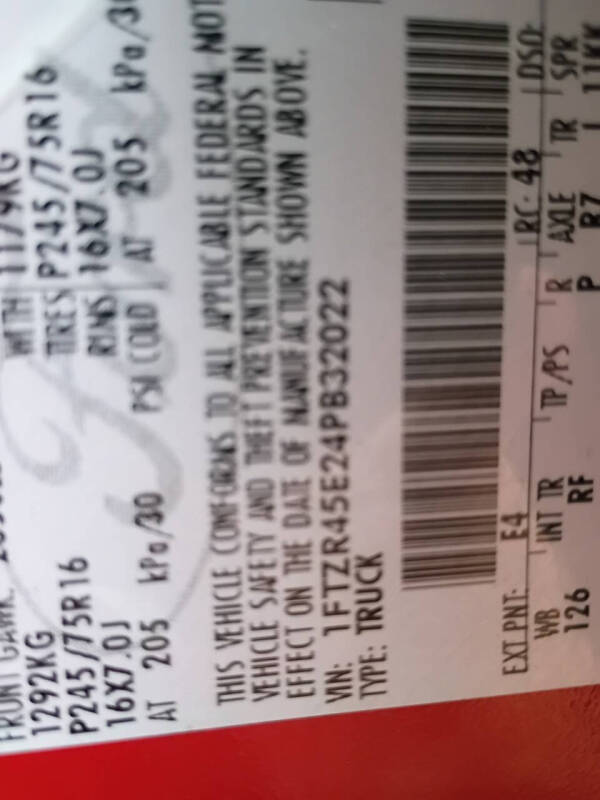 FRONT GAWR:
1292KG WITH 1179KG
P245/75R16 TIRES P245/75R16
16X7.0J RIMS 16X7.0J
AT 205 kPa/30 PSI COLD AT 205 kPa/30
THIS VEHICLE CONFORMS TO ALL APPLICABLE FEDERAL MOT
VEHICLE SAFETY AND THEFT PREVENTION STANDARDS IN
EFFECT ON THE DATE OF MANUFACTURE SHOWN ABOVE.
VIN: 1FTZR45E24PB32022
TYPE: TRUCK
EXT PNT: E4 RC: 48 DSO:
WB INT TR TP/PS R AXLE TR SPR
126 RF P R7 I 11KK